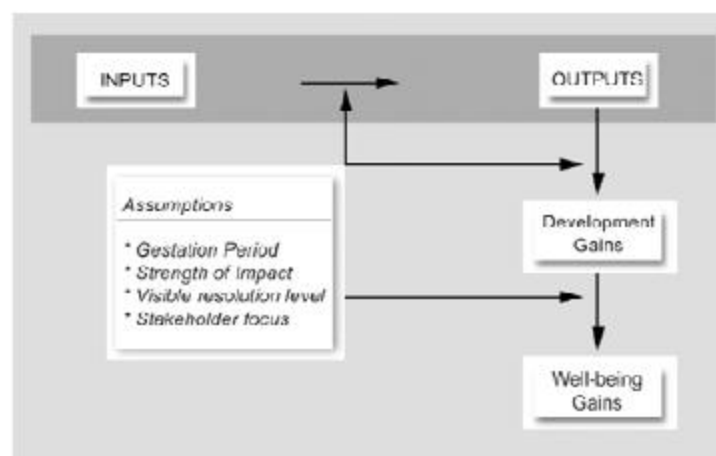 INPUTS
OUTPUTS
Assumptions
* Gestation Period
* Strength of Impact
* Visible resolution level
* Stakeholder focus
Development
Gains
Well-being
Gains